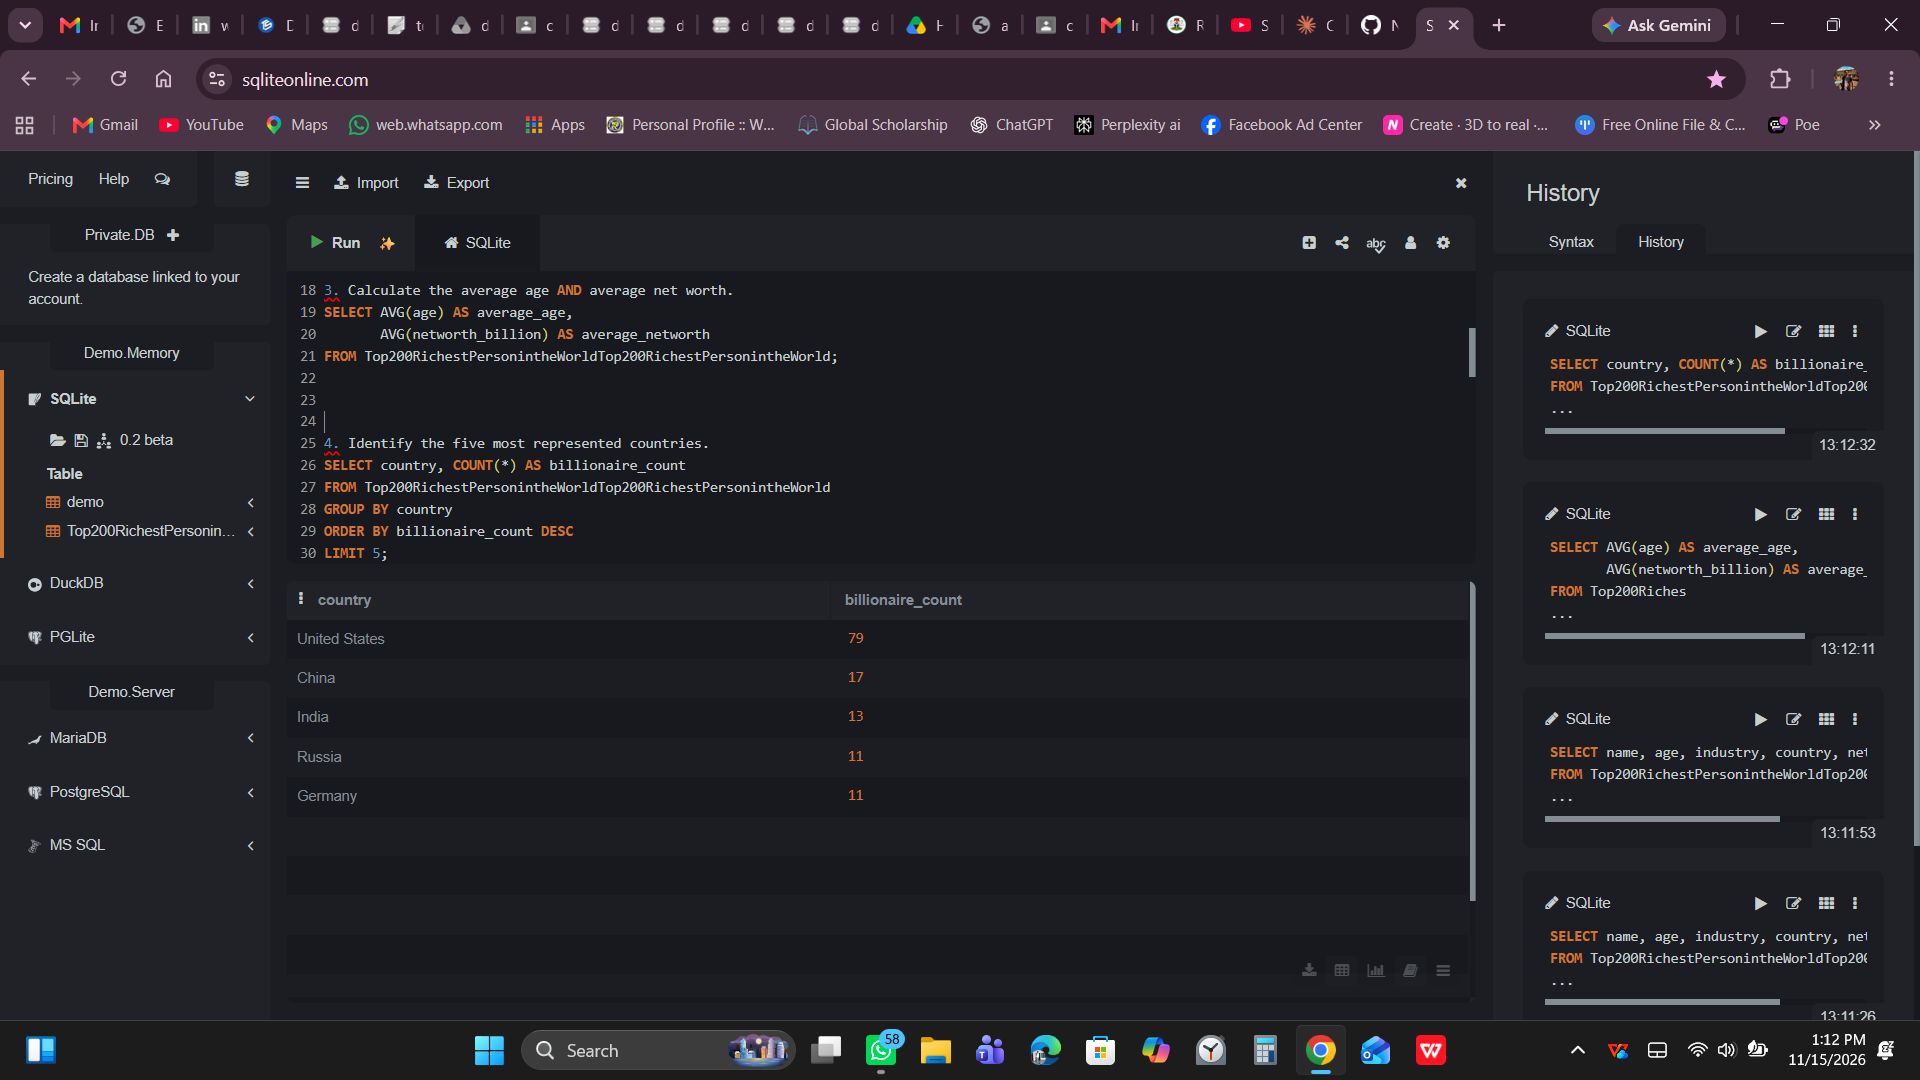 Ask Gemini
sqliteonline.com
Gmail
YouTube
Maps
web.whatsapp.com
Apps
Personal Profile :: W...
Global Scholarship
ChatGPT
Perplexity ai
Facebook Ad Center
Create · 3D to real ·...
Free Online File & C...
Poe
Pricing
Help
Import
Export
History
Private.DB
Create a database linked to your
account.
Demo.Memory
SQLite
0.2 beta
Table
demo
Top200RichestPersonin...
DuckDB
PGLite
Demo.Server
MariaDB
PostgreSQL
MS SQL
Run
SQLite
18 3. Calculate the average age AND average net worth.
19 SELECT AVG(age) AS average_age,
20 AVG(networth_billion) AS average_networth
21 FROM Top200RichestPersonintheWorldTop200RichestPersonintheWorld;
22
23
24
25 4. Identify the five most represented countries.
26 SELECT country, COUNT(*) AS billionaire_count
27 FROM Top200RichestPersonintheWorldTop200RichestPersonintheWorld
28 GROUP BY country
29 ORDER BY billionaire_count DESC
30 LIMIT 5;
country billionaire_count
United States 79
China 17
India 13
Russia 11
Germany 11
Syntax
History
SQLite
SELECT country, COUNT(*) AS billionaire_
FROM Top200RichestPersonintheWorldTop200
...
13:12:32
SQLite
SELECT AVG(age) AS average_age,
AVG(networth_billion) AS average_
FROM Top200Riches
...
13:12:11
SQLite
SELECT name, age, industry, country, net
FROM Top200RichestPersonintheWorldTop200
...
13:11:53
SQLite
SELECT name, age, industry, country, net
FROM Top200RichestPersonintheWorldTop200
...
13:11:26
Search
58
1:12 PM
11/15/2026